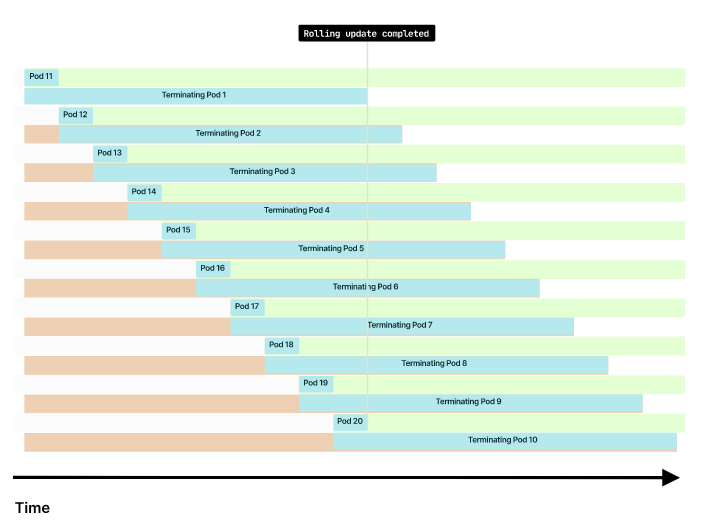 Rolling update completed
Pod 11
Terminating Pod 1
Pod 12
Terminating Pod 2
Pod 13
Terminating Pod 3
Pod 14
Terminating Pod 4
Pod 15
Terminating Pod 5
Pod 16
Terminating Pod 6
Pod 17
Terminating Pod 7
Pod 18
Terminating Pod 8
Pod 19
Terminating Pod 9
Pod 20
Terminating Pod 10
Time